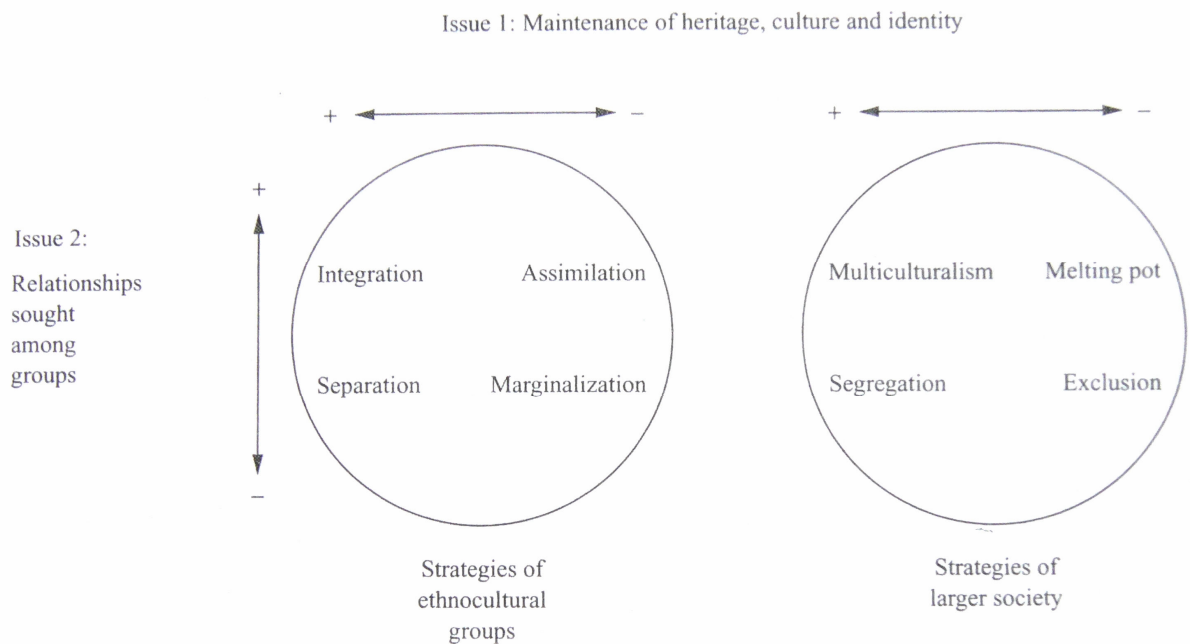 Issue 1: Maintenance of heritage, culture and identity
+ −
+ −
+
Issue 2:
Relationships
sought
among
groups
−
Integration Assimilation
Separation Marginalization
Multiculturalism Melting pot
Segregation Exclusion
Strategies of
ethnocultural
groups
Strategies of
larger society